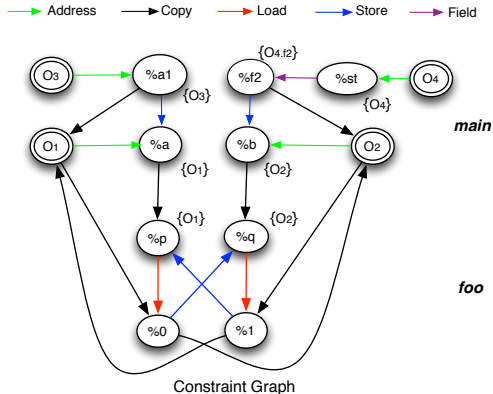 Address Copy Load Store Field
O3 %a1 {O3} %f2 {O4.f2} %st {O4} O4
main
O1 %a {O1} %b {O2} O2
%p {O1} %q {O2}
foo
%0 %1
Constraint Graph